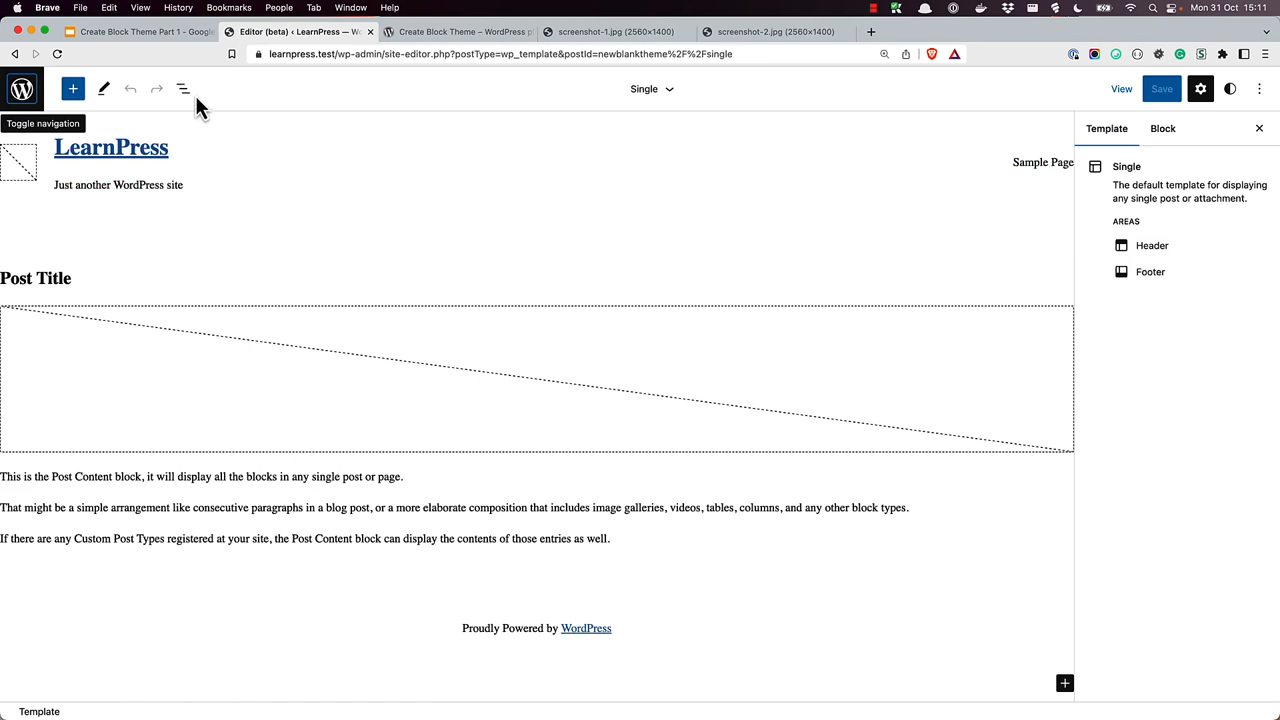 Brave File Edit View History Bookmarks People Tab Window Help Mon 31 Oct 15:11
Create Block Theme Part 1 - Google
Editor (beta) ‹ LearnPress — Wo
Create Block Theme – WordPress p
screenshot-1.jpg (2560×1400)
screenshot-2.jpg (2560×1400)
learnpress.test/wp-admin/site-editor.php?postType=wp_template&postId=newblanktheme%2F%2Fsingle
Single
View
Save
Toggle navigation
LearnPress
Just another WordPress site
Sample Page
Post Title
This is the Post Content block, it will display all the blocks in any single post or page.
That might be a simple arrangement like consecutive paragraphs in a blog post, or a more elaborate composition that includes image galleries, videos, tables, columns, and any other block types.
If there are any Custom Post Types registered at your site, the Post Content block can display the contents of those entries as well.
Proudly Powered by WordPress
Template
Block
Single
The default template for displaying
any single post or attachment.
AREAS
Header
Footer
Template